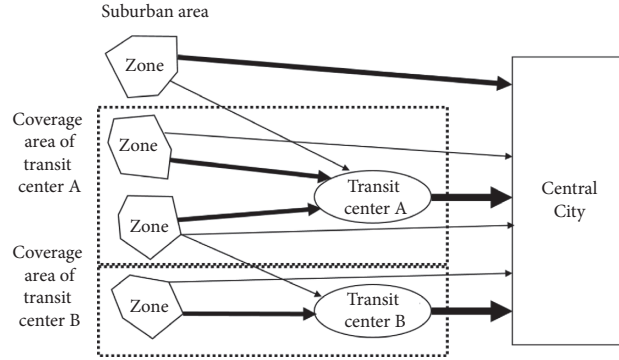 Suburban area
Zone
Coverage
area of
transit
center A
Zone
Transit
center A
Central
City
Zone
Coverage
area of
transit
center B
Zone
Transit
center B